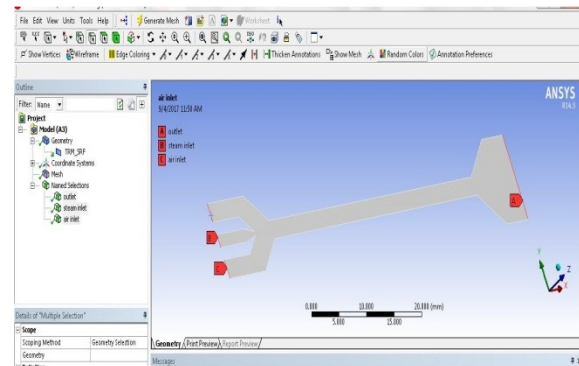 File Edit View Units Tools Help
Generate Mesh
Worksheet
Show Vertices Wireframe Edge Coloring Thicken Annotations Show Mesh Random Colors Annotation Preferences
Outline
Filter: Name
Project
Model (A3)
Geometry
TRM_SRF
Coordinate Systems
Mesh
Named Selections
outlet
steam inlet
air inlet
Details of "Multiple Selection"
Scope
Scoping Method Geometry Selection
Geometry
air inlet
9/4/2017 11:50 AM
A outlet
B steam inlet
C air inlet
ANSYS
R14.5
A
B
C
Y
Z
X
0.000 10.000 20.000 (mm)
5.000 15.000
Geometry Print Preview Report Preview
Messages